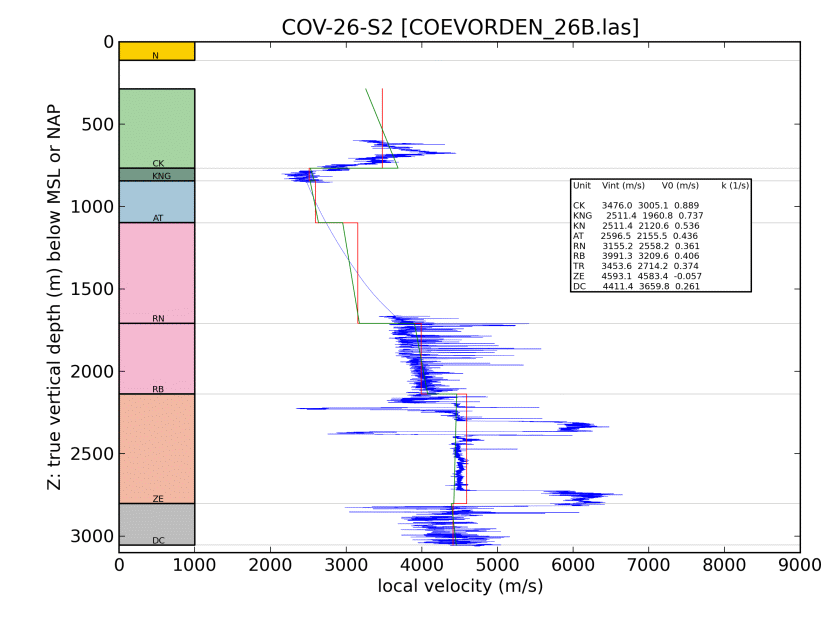 COV-26-S2 [COEVORDEN_26B.las]
Z: true vertical depth (m) below MSL or NAP
0
500
1000
1500
2000
2500
3000
N
CK
KNG
AT
RN
RB
ZE
DC
Unit Vint (m/s) V0 (m/s) k (1/s)
CK 3476.0 3005.1 0.889
KNG 2511.4 1960.8 0.737
KN 2511.4 2120.6 0.536
AT 2596.5 2155.5 0.436
RN 3155.2 2558.2 0.361
RB 3991.3 3209.6 0.406
TR 3453.6 2714.2 0.374
ZE 4593.1 4583.4 -0.057
DC 4411.4 3659.8 0.261
0 1000 2000 3000 4000 5000 6000 7000 8000 9000
local velocity (m/s)